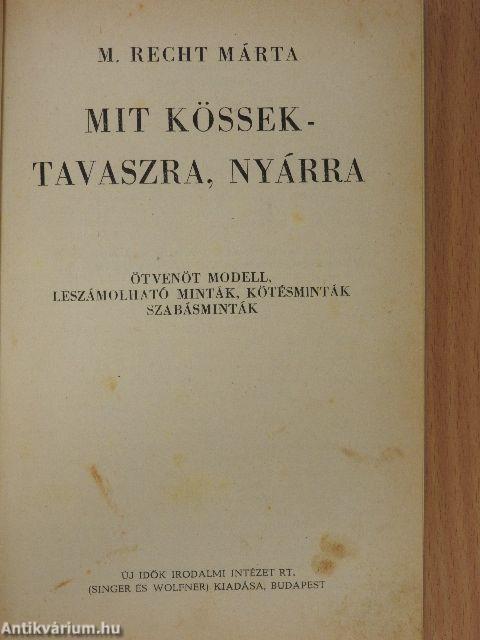 M. RECHT MÁRTA
MIT KÖSSEK-
TAVASZRA, NYÁRRA
ÖTVENÖT MODELL,
LESZÁMOLHATÓ MINTÁK, KÖTÉSMINTÁK
SZABÁSMINTÁK
ÚJ IDŐK IRODALMI INTÉZET RT.
(SINGER ÉS WOLFNER) KIADÁSA, BUDAPEST
Antikvárium.hu